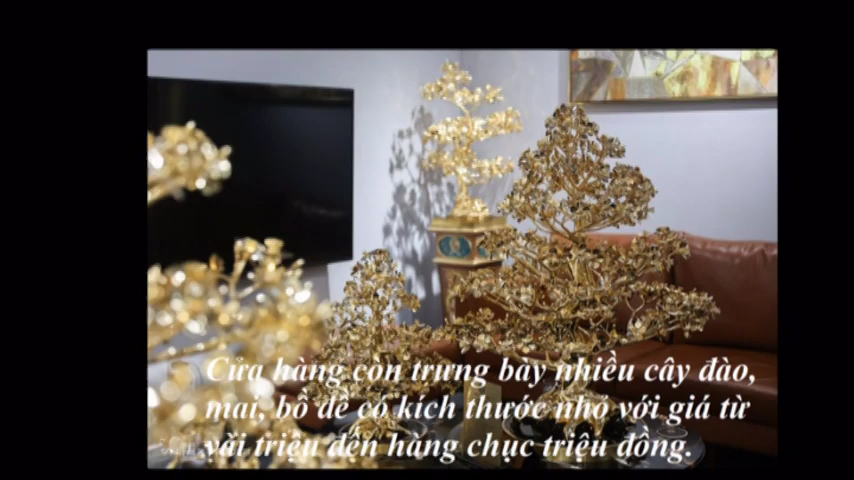 Cửa hàng còn trưng bày nhiều cây đào,
mai, bồ đề có kích thước nhỏ với giá từ
vài triệu đến hàng chục triệu đồng.